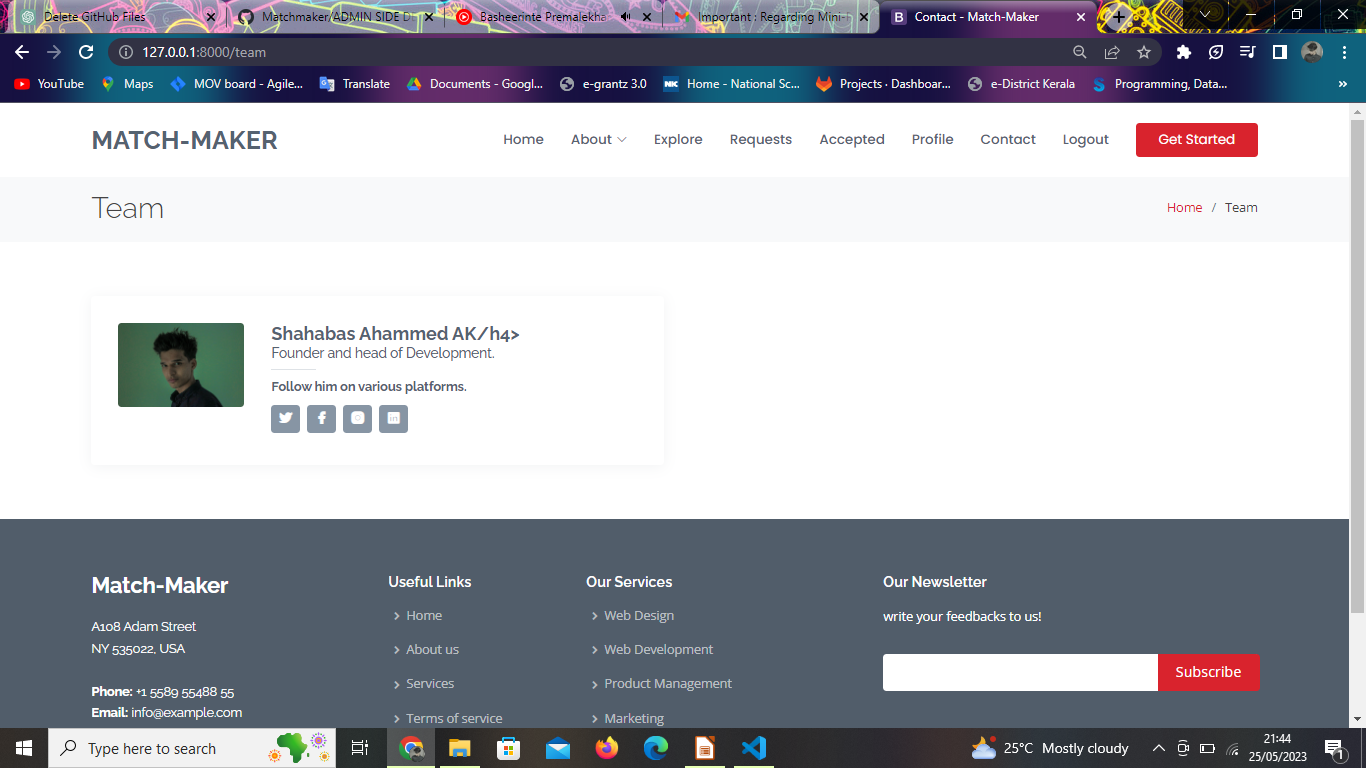 Delete GitHub Files
Matchmaker/ADMIN SIDE D
Basheerinte Premalekha
Important : Regarding Mini-
Contact - Match-Maker
127.0.0.1:8000/team
YouTube
Maps
MOV board - Agile...
Translate
Documents - Googl...
e-grantz 3.0
NK
Home - National Sc...
Projects · Dashboar...
e-District Kerala
Programming, Data...
»
MATCH-MAKER
Home
About
Explore
Requests
Accepted
Profile
Contact
Logout
Get Started
Team
Home / Team
Shahabas Ahammed AK/h4>
Founder and head of Development.
Follow him on various platforms.
Match-Maker
A108 Adam Street
NY 535022, USA
Phone: +1 5589 55488 55
Email: info@example.com
Useful Links
Home
About us
Services
Terms of service
Our Services
Web Design
Web Development
Product Management
Marketing
Our Newsletter
write your feedbacks to us!
Subscribe
Type here to search
25°C Mostly cloudy
21:44
25/05/2023
1